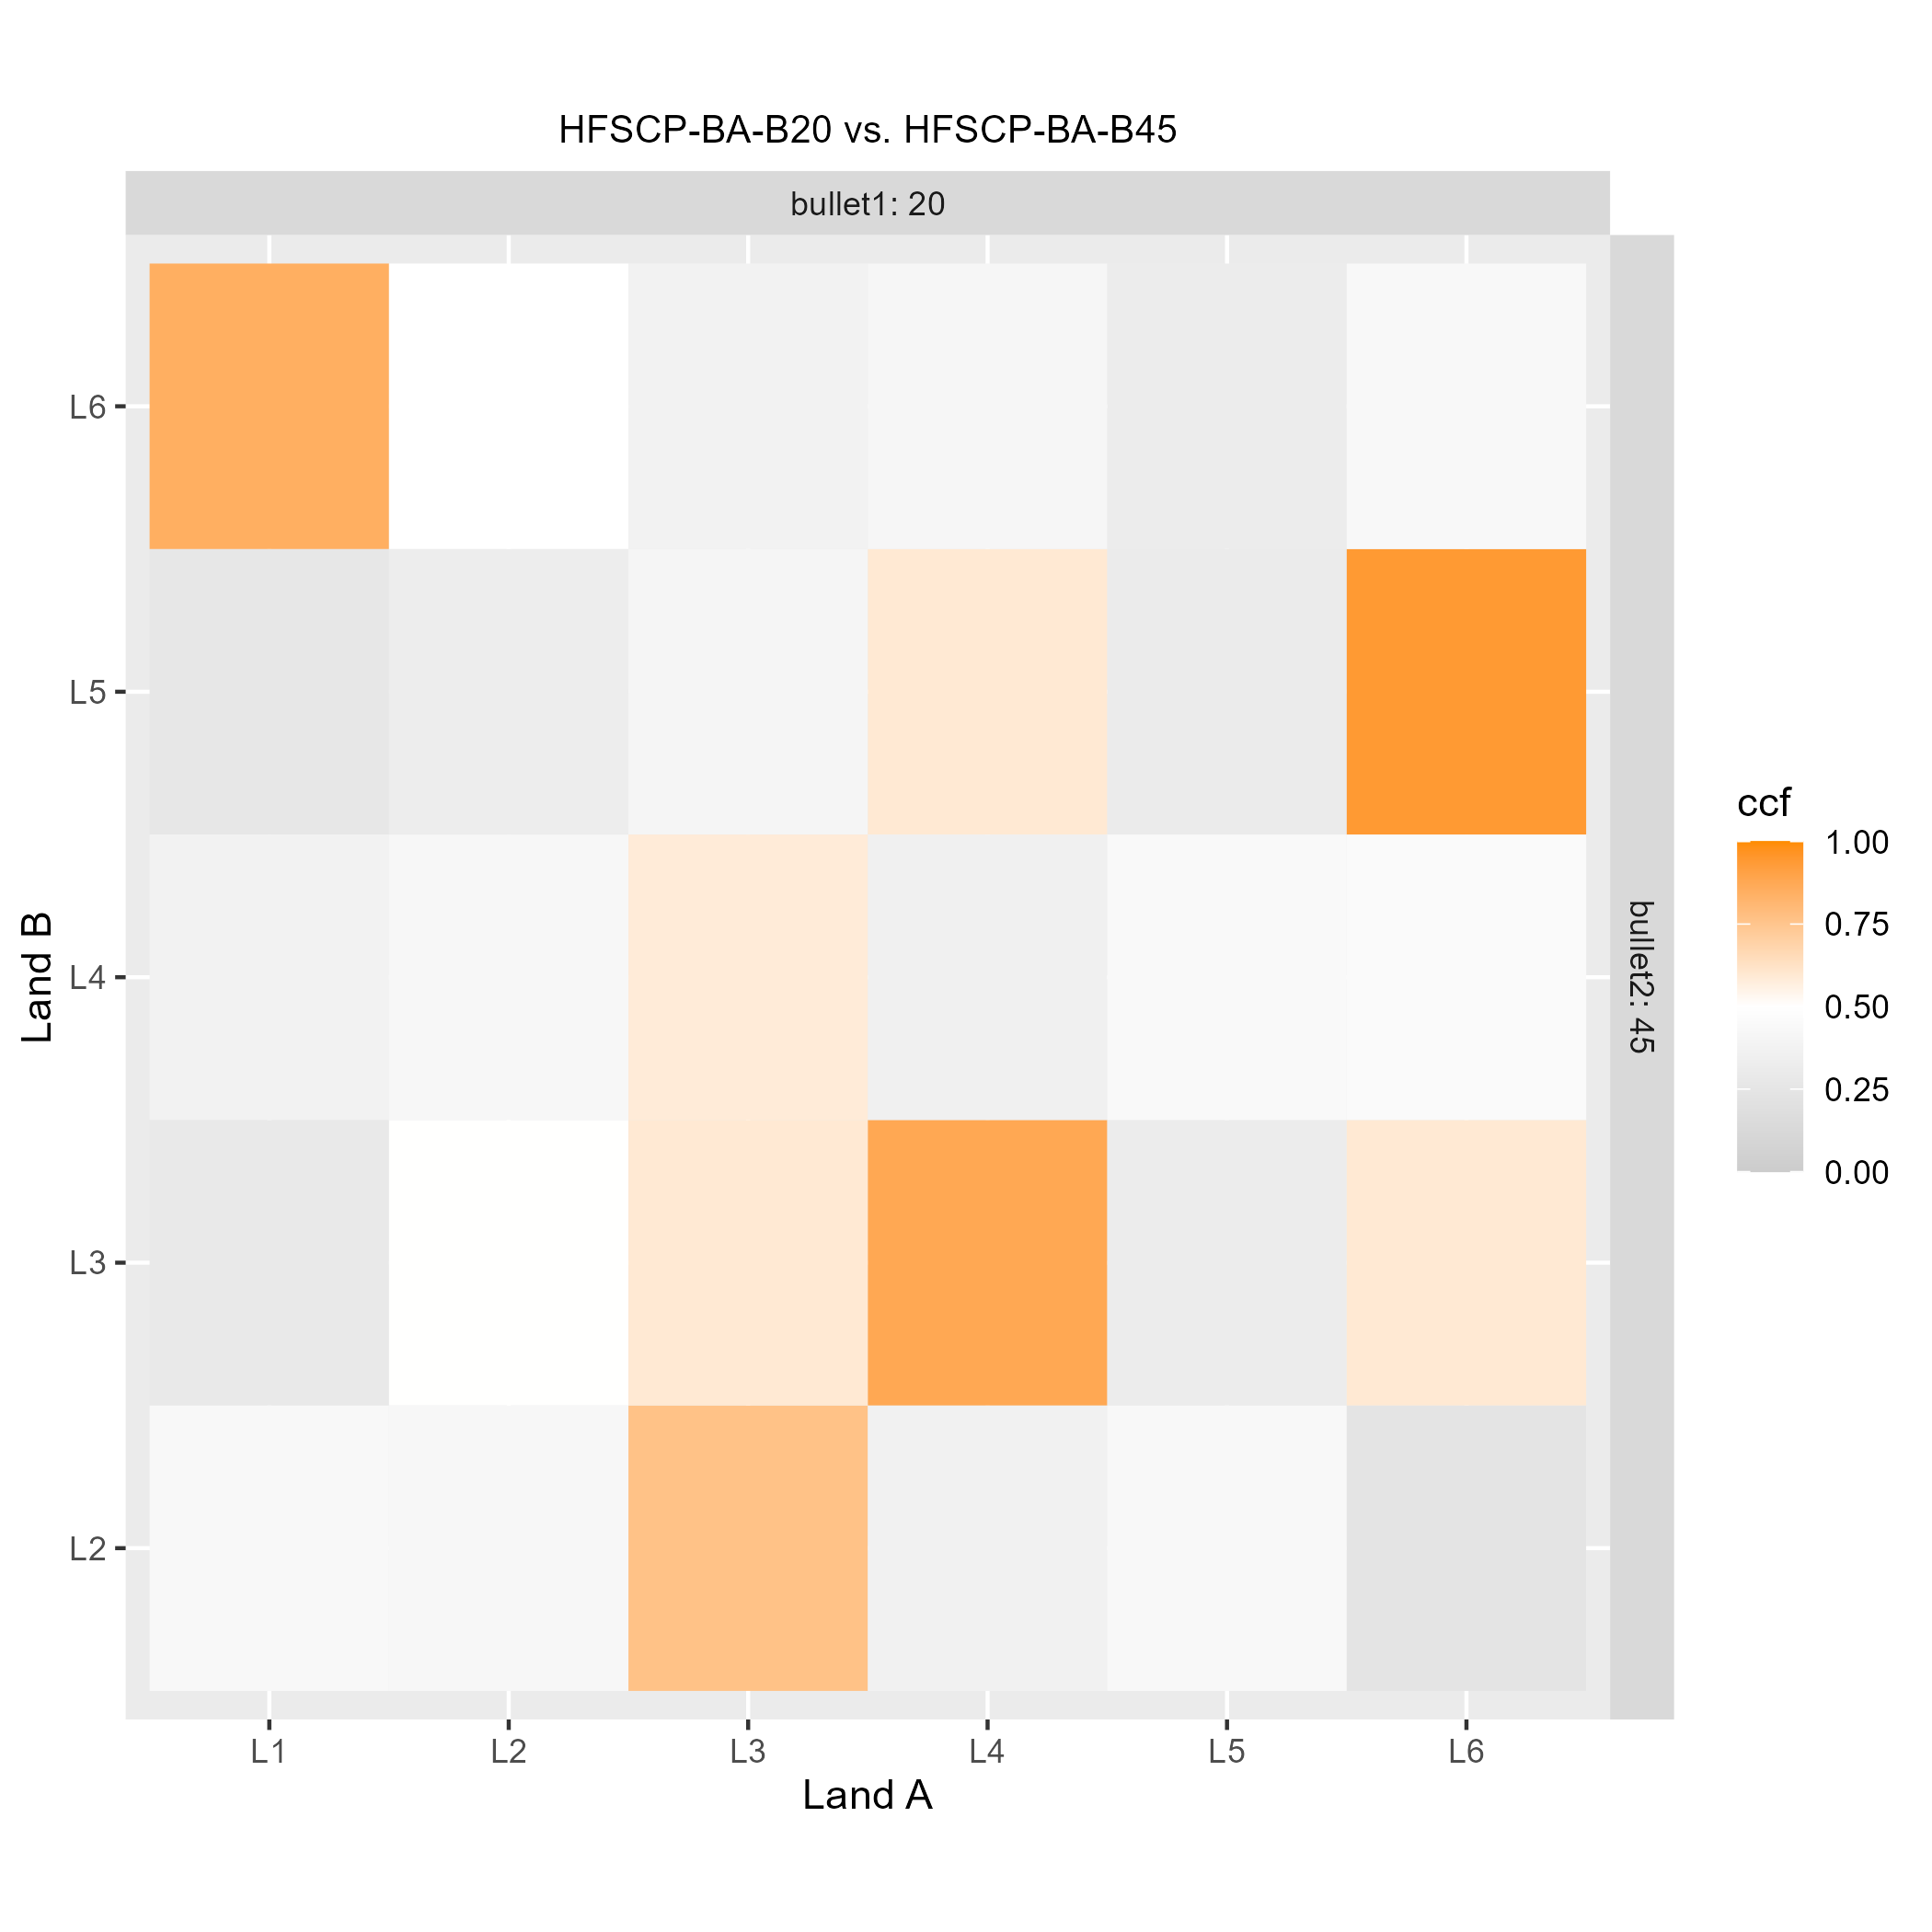 HFSCP-BA-B20 vs. HFSCP-BA-B45
bullet1: 20
L6
L5
L4
L3
L2
Land B
L1 L2 L3 L4 L5 L6
Land A
bullet2: 45
ccf
1.00
0.75
0.50
0.25
0.00